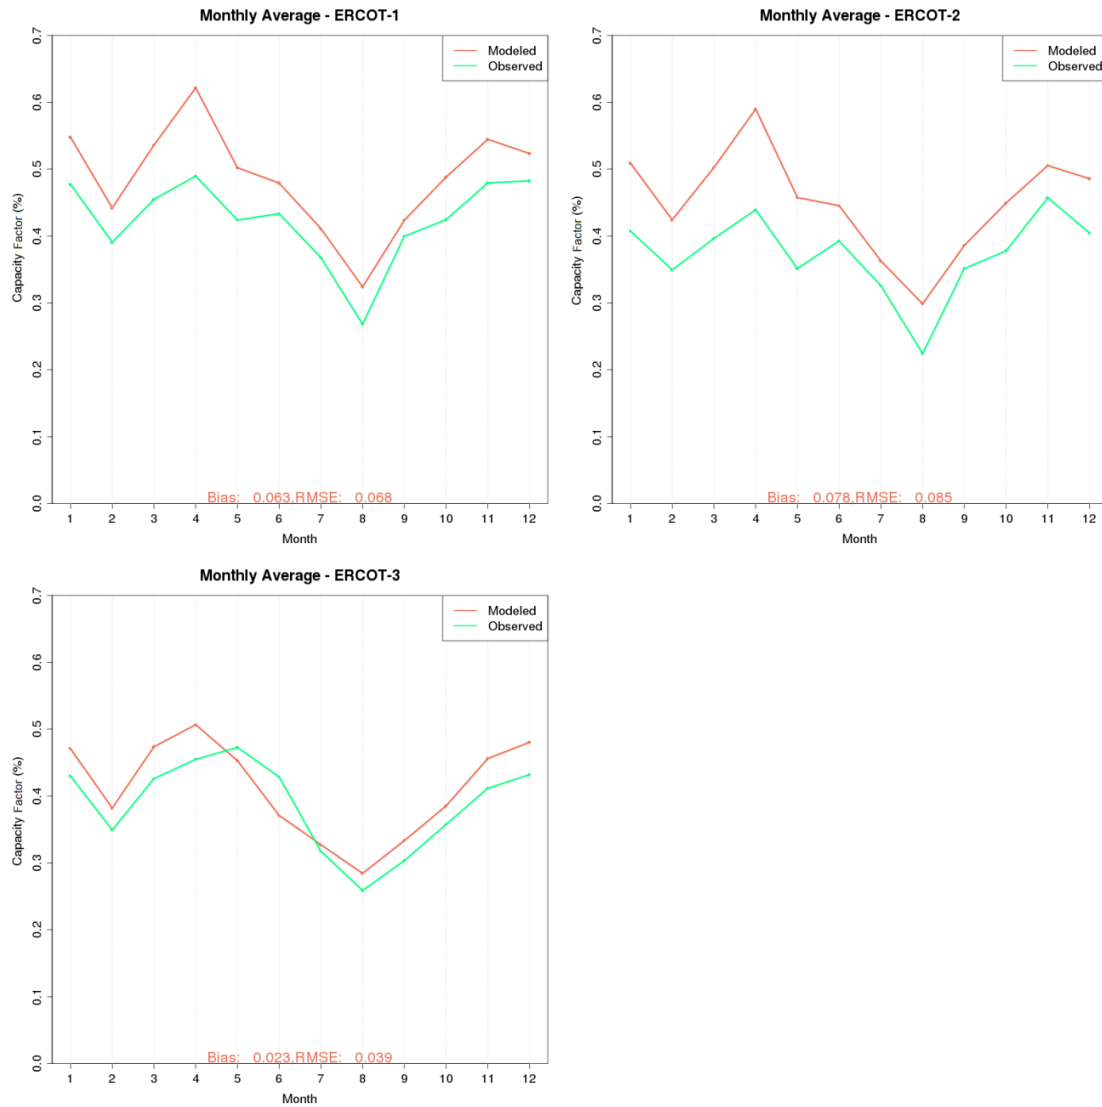 Monthly Average - ERCOT-1
Modeled
Observed
Capacity Factor (%)
0.7
0.6
0.5
0.4
0.3
0.2
0.1
0.0
Bias: 0.063,RMSE: 0.068
1 2 3 4 5 6 7 8 9 10 11 12
Month
Monthly Average - ERCOT-2
Modeled
Observed
Capacity Factor (%)
0.7
0.6
0.5
0.4
0.3
0.2
0.1
0.0
Bias: 0.078,RMSE: 0.085
1 2 3 4 5 6 7 8 9 10 11 12
Month
Monthly Average - ERCOT-3
Modeled
Observed
Capacity Factor (%)
0.7
0.6
0.5
0.4
0.3
0.2
0.1
0.0
Bias: 0.023,RMSE: 0.039
1 2 3 4 5 6 7 8 9 10 11 12
Month